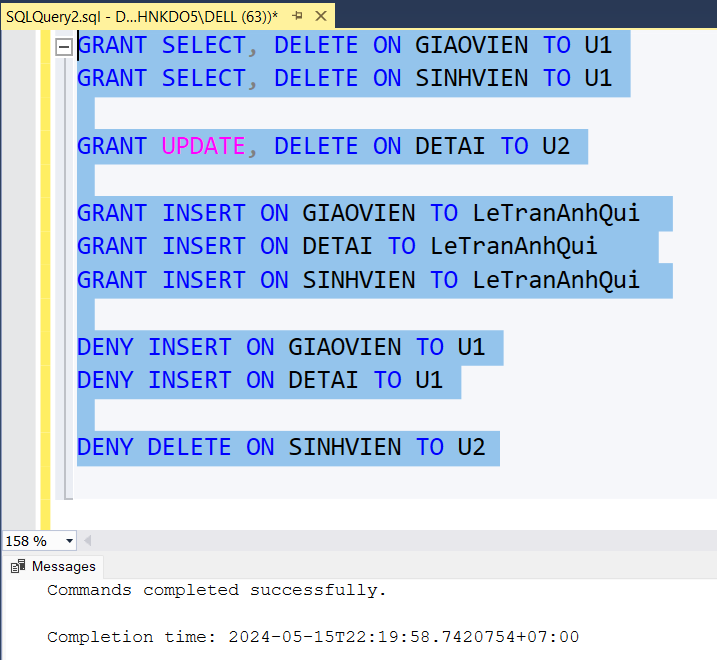 SQLQuery2.sql - D...HNKDO5\DELL (63))*
GRANT SELECT, DELETE ON GIAOVIEN TO U1
GRANT SELECT, DELETE ON SINHVIEN TO U1
GRANT UPDATE, DELETE ON DETAI TO U2
GRANT INSERT ON GIAOVIEN TO LeTranAnhQui
GRANT INSERT ON DETAI TO LeTranAnhQui
GRANT INSERT ON SINHVIEN TO LeTranAnhQui
DENY INSERT ON GIAOVIEN TO U1
DENY INSERT ON DETAI TO U1
DENY DELETE ON SINHVIEN TO U2
158 %
Messages
Commands completed successfully.
Completion time: 2024-05-15T22:19:58.7420754+07:00